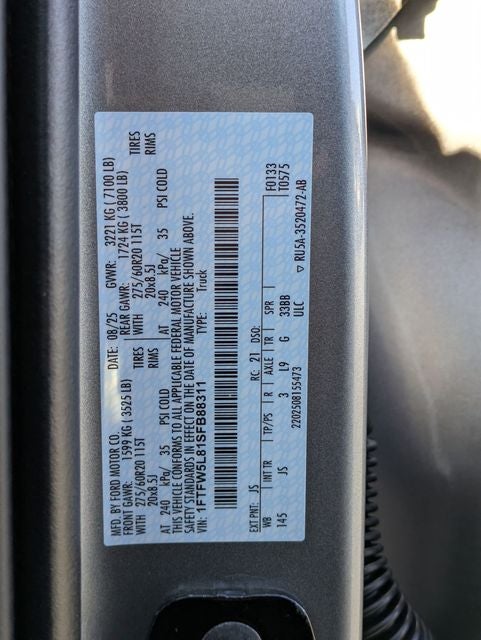 MFD. BY FORD MOTOR CO.
DATE: 08/25 GVWR: 3221 KG ( 7100 LB)
FRONT GAWR: 1599 KG ( 3525 LB) REAR GAWR: 1724 KG ( 3800 LB)
WITH 275/60R20 115T TIRES WITH 275/60R20 115T TIRES
20x8.5J RIMS 20x8.5J RIMS
AT 240 kPa/ 35 PSI COLD AT 240 kPa/ 35 PSI COLD
THIS VEHICLE CONFORMS TO ALL APPLICABLE FEDERAL MOTOR VEHICLE
SAFETY STANDARDS IN EFFECT ON THE DATE OF MANUFACTURE SHOWN ABOVE.
VIN: 1FTFW5L81SFB88311 TYPE: Truck
EXT PNT: JS RC: 21 DSO: F0133
T0575
WB INT TR TP/PS R AXLE TR SPR
145 JS 3 L9 G 33BB
ULC
2202508155473 ▽ RU5A-3520472-AB